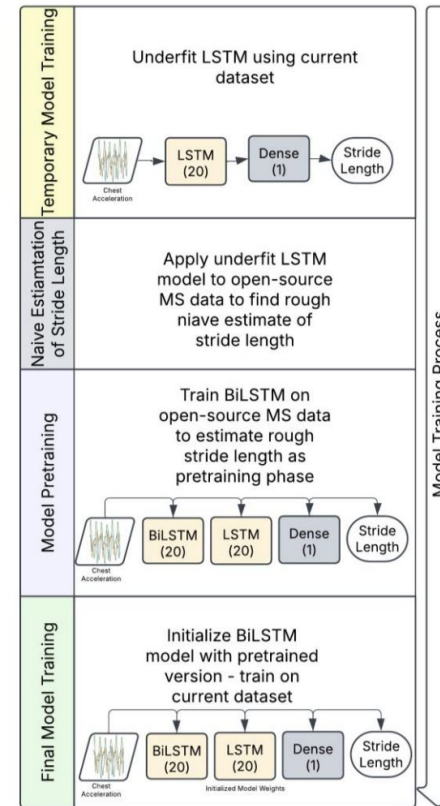 Temporary Model Training
Underfit LSTM using current
dataset
Chest
Acceleration
LSTM
(20)
Dense
(1)
Stride
Length
Naive Estiamtation
of Stride Length
Apply underfit LSTM
model to open-source
MS data to find rough
niave estimate of
stride length
Model Pretraining
Train BiLSTM on
open-source MS data
to estimate rough
stride length as
pretraining phase
Chest
Acceleration
BiLSTM
(20)
LSTM
(20)
Dense
(1)
Stride
Length
Final Model Training
Initialize BiLSTM
model with pretrained
version - train on
current dataset
Chest
Acceleration
BiLSTM
(20)
LSTM
(20)
Dense
(1)
Stride
Length
Initialized Model Weights
Model Training Process